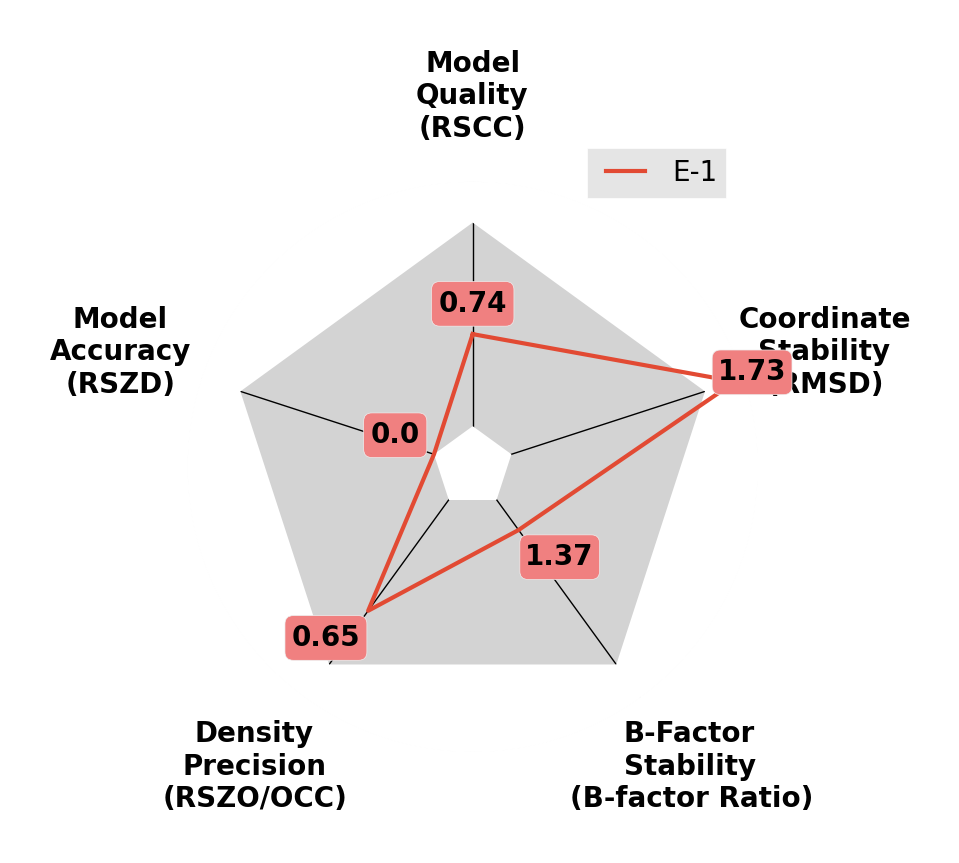 Model
Quality
(RSCC)
E-1
0.74
Model
Accuracy
(RSZD)
Coordinate
Stability
(RMSD)
1.73
0.0
1.37
0.65
Density
Precision
(RSZO/OCC)
B-Factor
Stability
(B-factor Ratio)